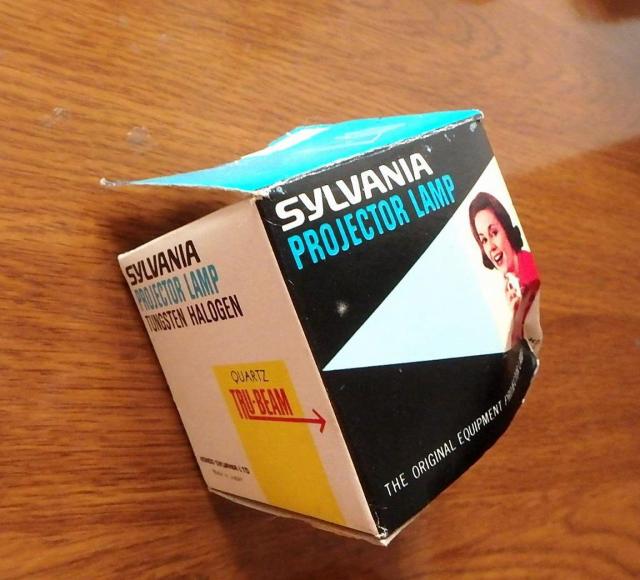 SYLVANIA
PROJECTOR LAMP
TUNGSTEN HALOGEN
QUARTZ
TRU-BEAM
SYLVANIA
PROJECTOR LAMP
THE ORIGINAL EQUIPMENT